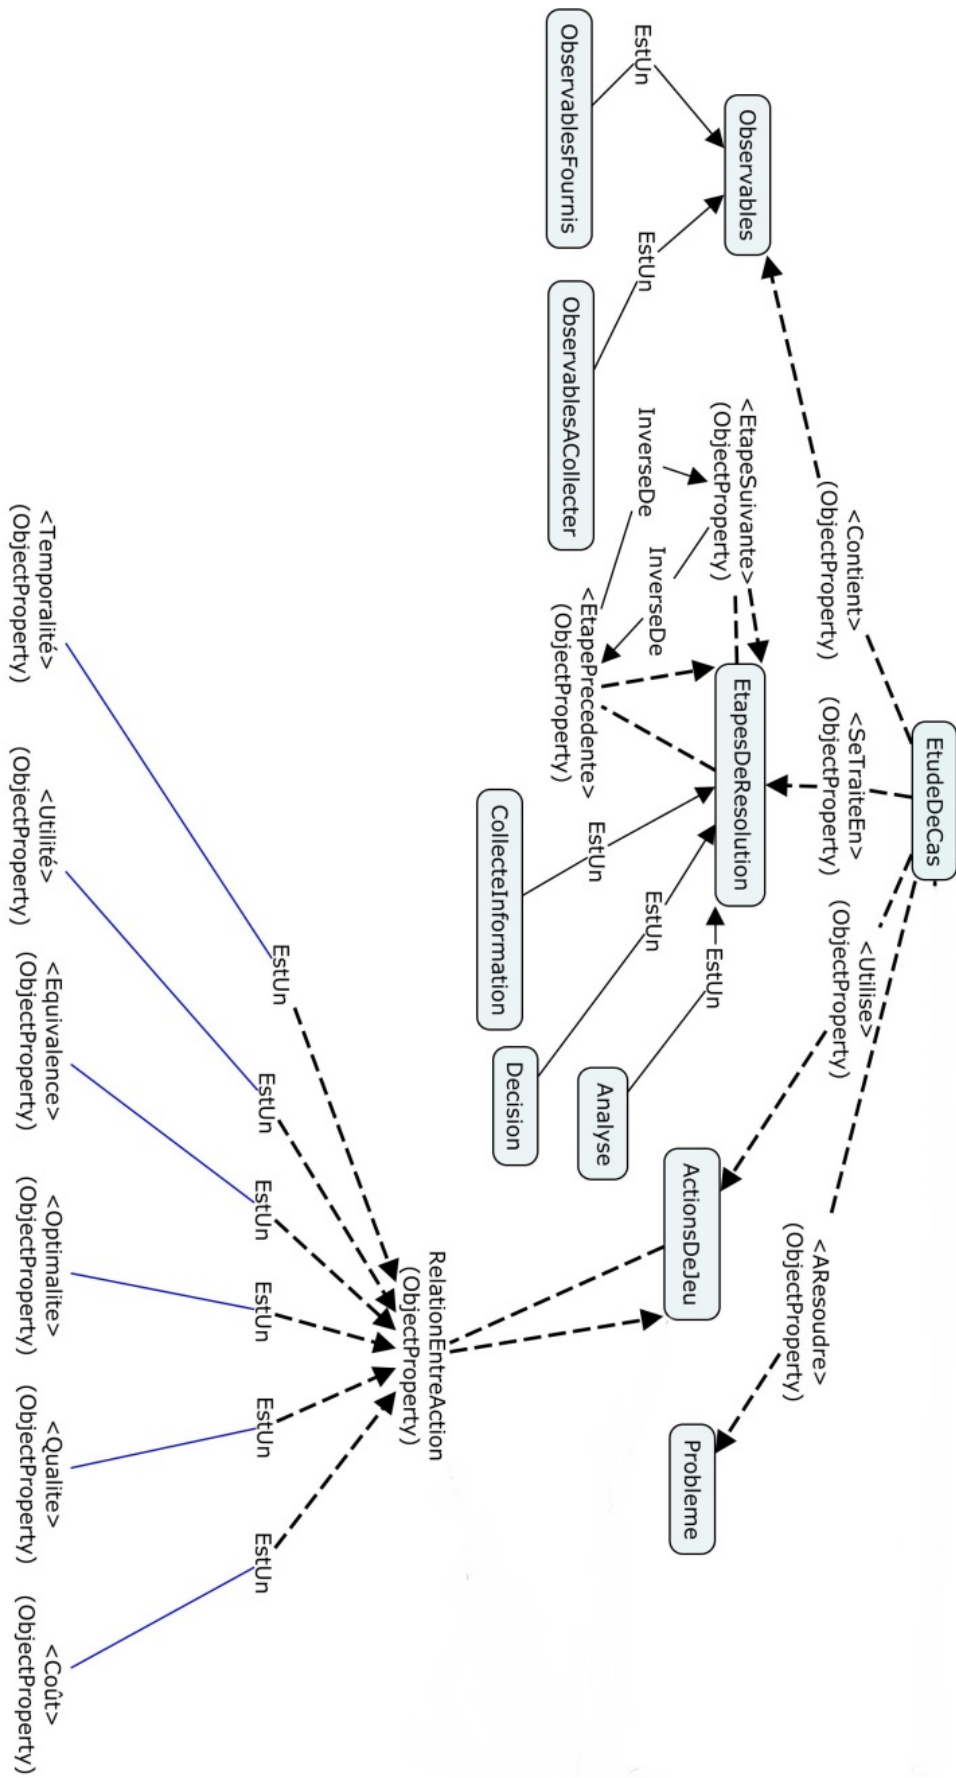 EtudeDeCas
<Contient>
(ObjectProperty)
<SeTraiteEn>
(ObjectProperty)
<Utilise>
(ObjectProperty)
<AResoudre>
(ObjectProperty)
Observables
<EtapeSuivante>
(ObjectProperty)
EtapesDeResolution
ActionsDeJeu
Probleme
EstUn
EstUn
InverseDe
InverseDe
EstUn
EstUn
EstUn
ObservablesFournis
ObservablesACollecter
<EtapePrecedente>
(ObjectProperty)
CollecteInformation
Decision
Analyse
RelationEntreAction
(ObjectProperty)
EstUn
EstUn
EstUn
EstUn
EstUn
EstUn
<Temporalité>
(ObjectProperty)
<Utilité>
(ObjectProperty)
<Equivalence>
(ObjectProperty)
<Optimalite>
(ObjectProperty)
<Qualite>
(ObjectProperty)
<Coût>
(ObjectProperty)